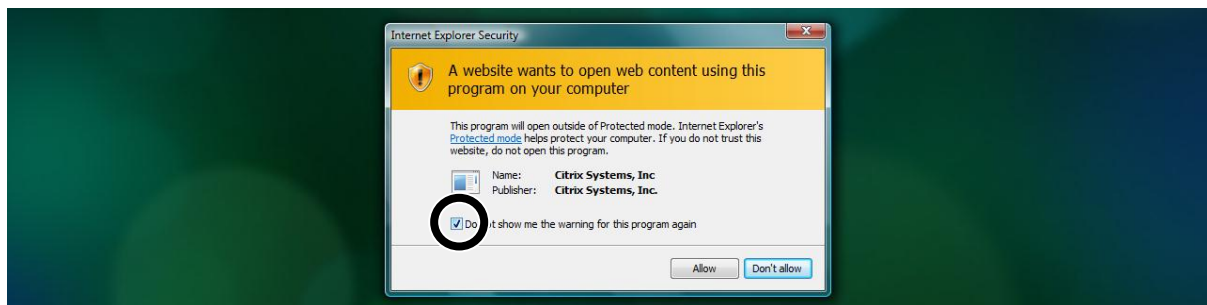 Internet Explorer Security
A website wants to open web content using this
program on your computer
This program will open outside of Protected mode. Internet Explorer's
Protected mode helps protect your computer. If you do not trust this
website, do not open this program.
Name: Citrix Systems, Inc
Publisher: Citrix Systems, Inc.
Do t show me the warning for this program again
Allow Don't allow